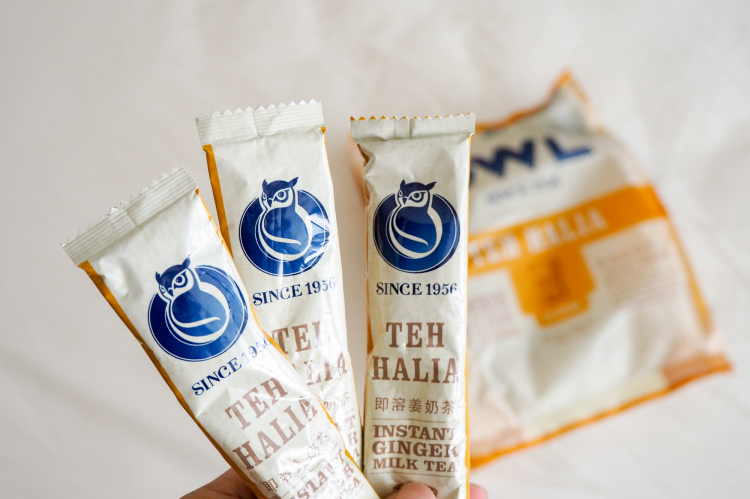 SINCE 1956
TEH
HALIA
INSTANT
SINCE 1956
TEH
SINCE 1956
TEH
HALIA
即溶姜奶茶
INSTANT
GINGER
MILK TEA
OWL
HALIA